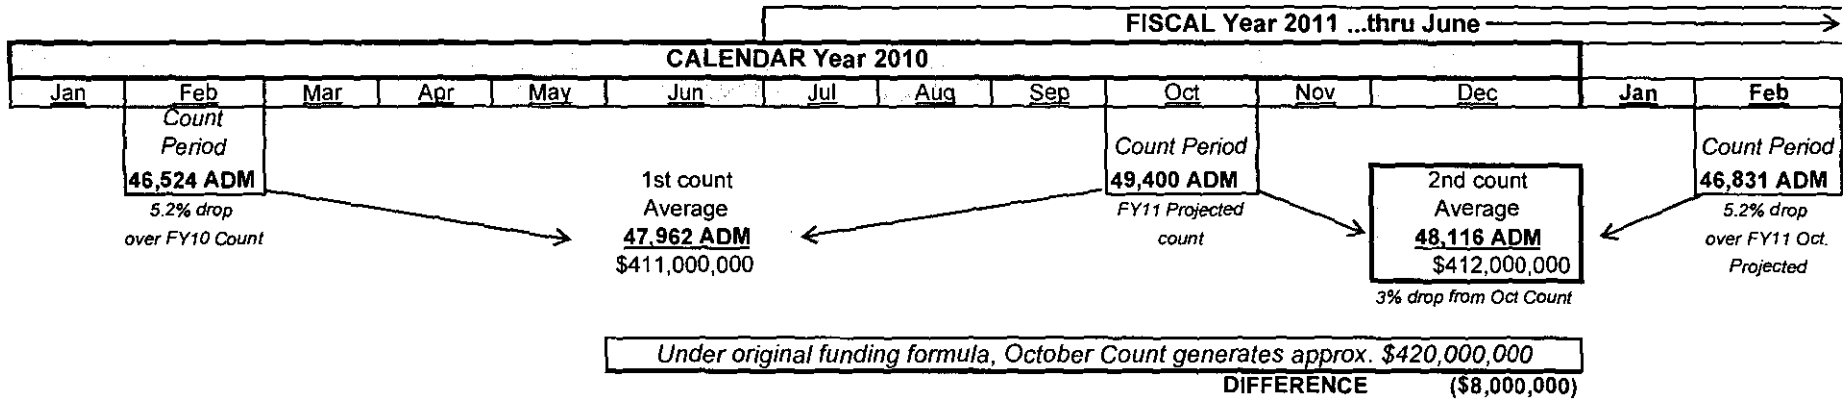 FISCAL Year 2011 ...thru June
CALENDAR Year 2010
Jan Feb Mar Apr May Jun Jul Aug Sep Oct Nov Dec Jan Feb
Count
Period
46,524 ADM
5.2% drop
over FY10 Count
1st count
Average
47,962 ADM
$411,000,000
Count Period
49,400 ADM
FY11 Projected
count
2nd count
Average
48,116 ADM
$412,000,000
3% drop from Oct Count
Count Period
46,831 ADM
5.2% drop
over FY11 Oct.
Projected
Under original funding formula, October Count generates approx. $420,000,000
DIFFERENCE ($8,000,000)